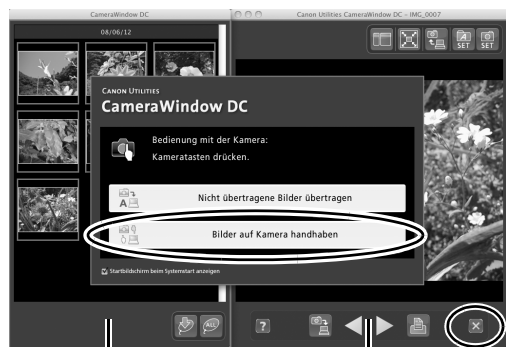 CameraWindow DC
Canon Utilities CameraWindow DC - IMG_0007
08/06/12
SET SET
CANON UTILITIES
CameraWindow DC
Bedienung mit der Kamera:
Kameratasten drücken.
A
Nicht übertragene Bilder übertragen
Bilder auf Kamera handhaben
Startbildschirm beim Systemstart anzeigen
ALL
?